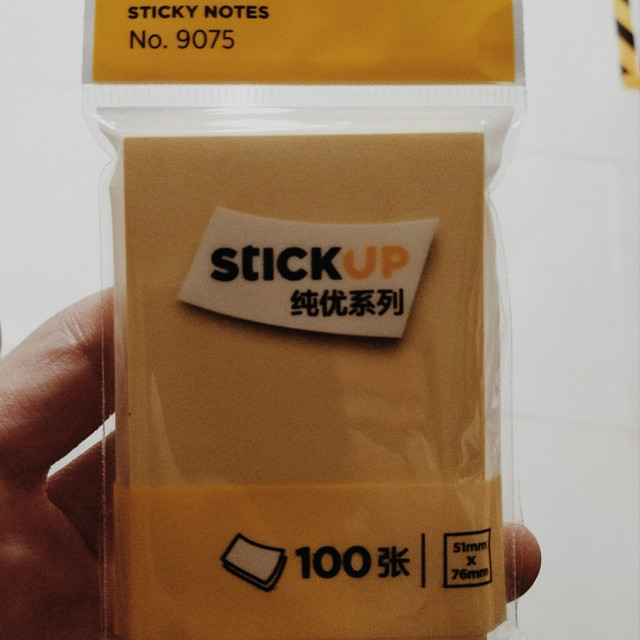 STICKY NOTES
No. 9075
StICKUP
纯优系列
100张
51mm
x
76mm